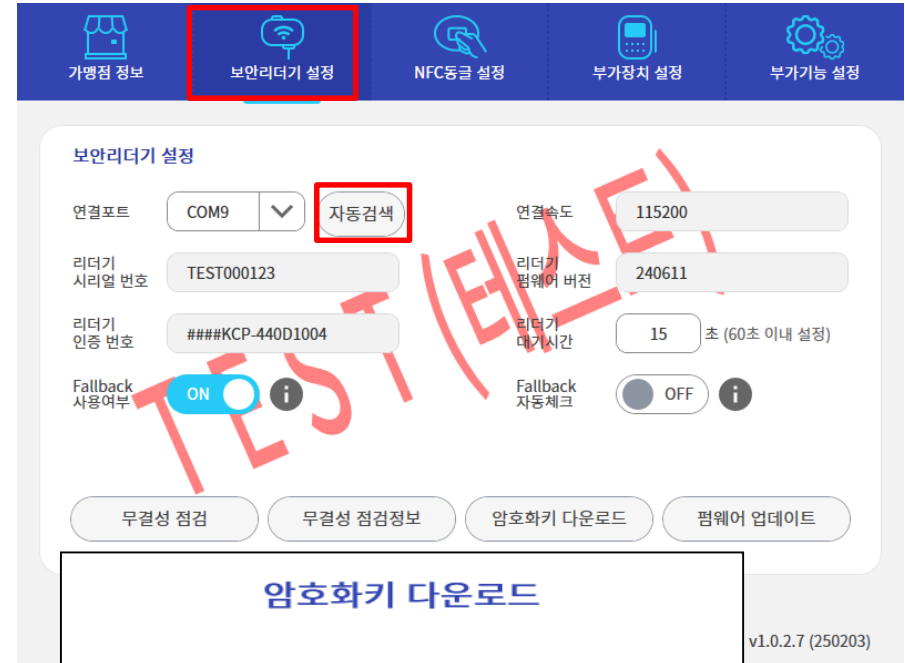 가맹점 정보
보안리더기 설정
NFC동글 설정
부가장치 설정
부가기능 설정
보안리더기 설정
연결포트
COM9
자동검색
연결속도
115200
리더기
시리얼 번호
TEST000123
리더기
펌웨어 버전
240611
리더기
인증 번호
####KCP-440D1004
리더기
대기시간
15
초 (60초 이내 설정)
Fallback
사용여부
ON
i
Fallback
자동체크
OFF
i
TEST(테스트)
무결성 점검
무결성 점검정보
암호화키 다운로드
펌웨어 업데이트
암호화키 다운로드
v1.0.2.7 (250203)